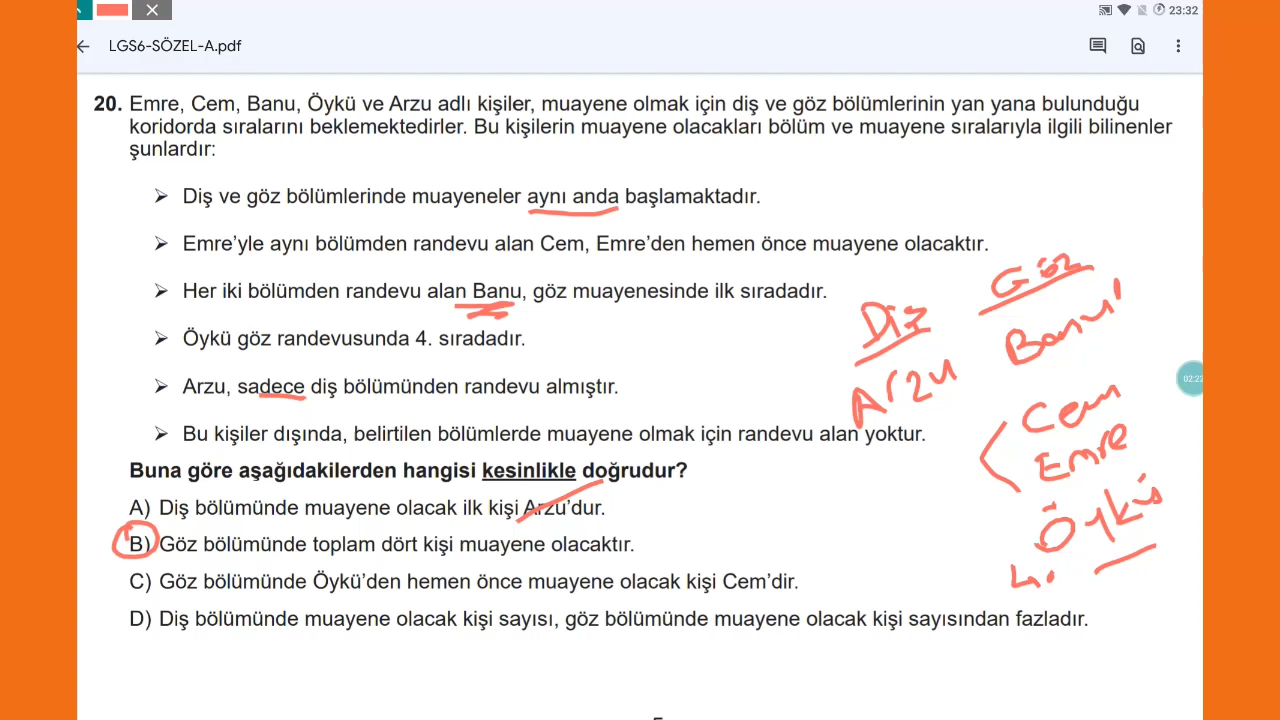 23:32
LGS6-SÖZEL-A.pdf
20. Emre, Cem, Banu, Öykü ve Arzu adlı kişiler, muayene olmak için diş ve göz bölümlerinin yan yana bulunduğu
koridorda sıralarını beklemektedirler. Bu kişilerin muayene olacakları bölüm ve muayene sıralarıyla ilgili bilinenler
şunlardır:
➢ Diş ve göz bölümlerinde muayeneler aynı anda başlamaktadır.
➢ Emre'yle aynı bölümden randevu alan Cem, Emre'den hemen önce muayene olacaktır.
➢ Her iki bölümden randevu alan Banu, göz muayenesinde ilk sıradadır.
➢ Öykü göz randevusunda 4. sıradadır.
➢ Arzu, sadece diş bölümünden randevu almıştır.
➢ Bu kişiler dışında, belirtilen bölümlerde muayene olmak için randevu alan yoktur.
Buna göre aşağıdakilerden hangisi kesinlikle doğrudur?
A) Diş bölümünde muayene olacak ilk kişi Arzu'dur.
B) Göz bölümünde toplam dört kişi muayene olacaktır.
C) Göz bölümünde Öykü'den hemen önce muayene olacak kişi Cem'dir.
D) Diş bölümünde muayene olacak kişi sayısı, göz bölümünde muayene olacak kişi sayısından fazladır.
Diş
Arzu
Göz
Banu
Cem
Emre
Öykü
4.
02:23